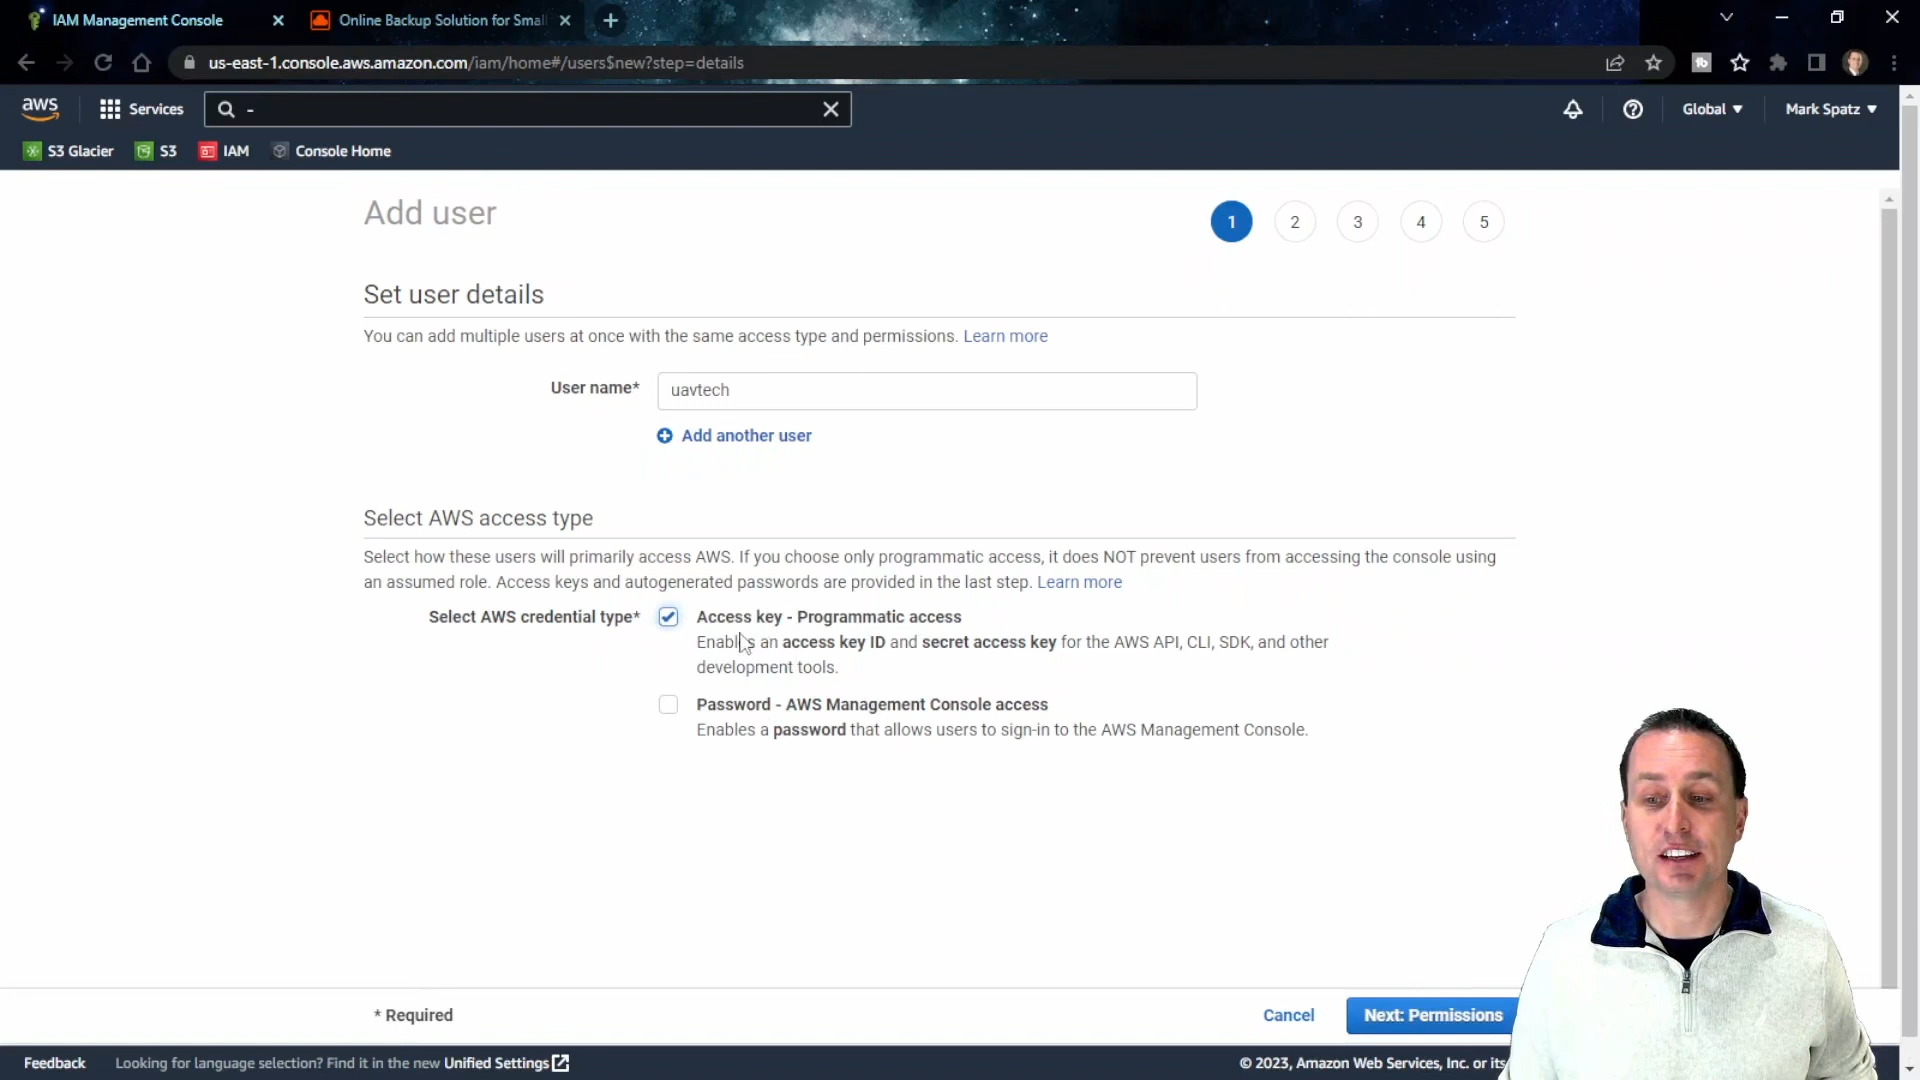 IAM Management Console
Online Backup Solution for Smal
us-east-1.console.aws.amazon.com/iam/home#/users$new?step=details
aws
Services
-
Global
Mark Spatz
S3 Glacier
S3
IAM
Console Home
Add user
1
2
3
4
5
Set user details
You can add multiple users at once with the same access type and permissions. Learn more
User name*
uavtech
Add another user
Select AWS access type
Select how these users will primarily access AWS. If you choose only programmatic access, it does NOT prevent users from accessing the console using
an assumed role. Access keys and autogenerated passwords are provided in the last step. Learn more
Select AWS credential type*
Access key - Programmatic access
Enables an access key ID and secret access key for the AWS API, CLI, SDK, and other
development tools.
Password - AWS Management Console access
Enables a password that allows users to sign-in to the AWS Management Console.
* Required
Cancel
Next: Permissions
Feedback
Looking for language selection? Find it in the new Unified Settings
© 2023, Amazon Web Services, Inc. or its